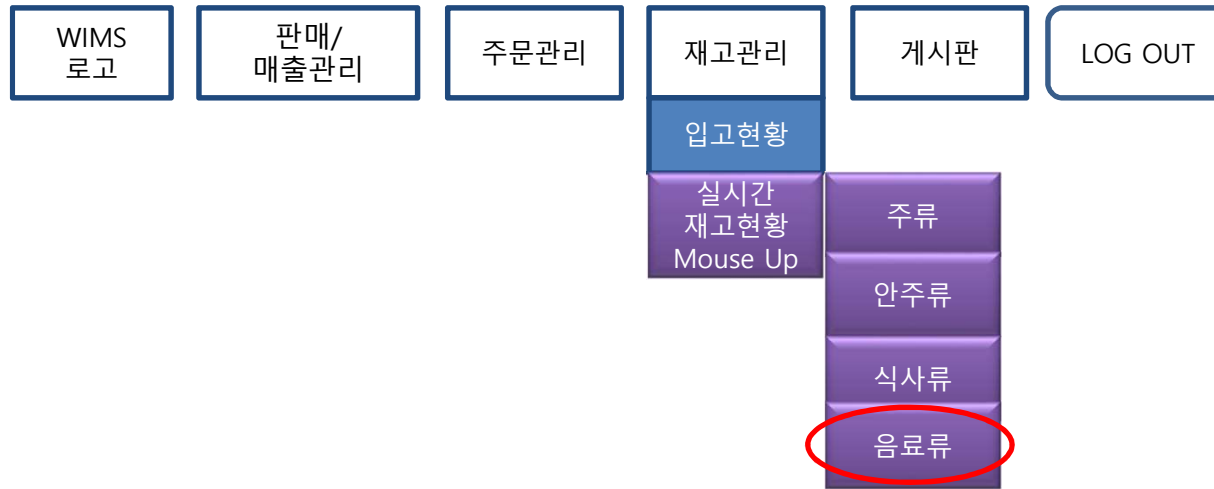 WIMS
로고
판매/
매출관리
주문관리
재고관리
게시판
LOG OUT
입고현황
실시간
재고현황
Mouse Up
주류
안주류
식사류
음료류